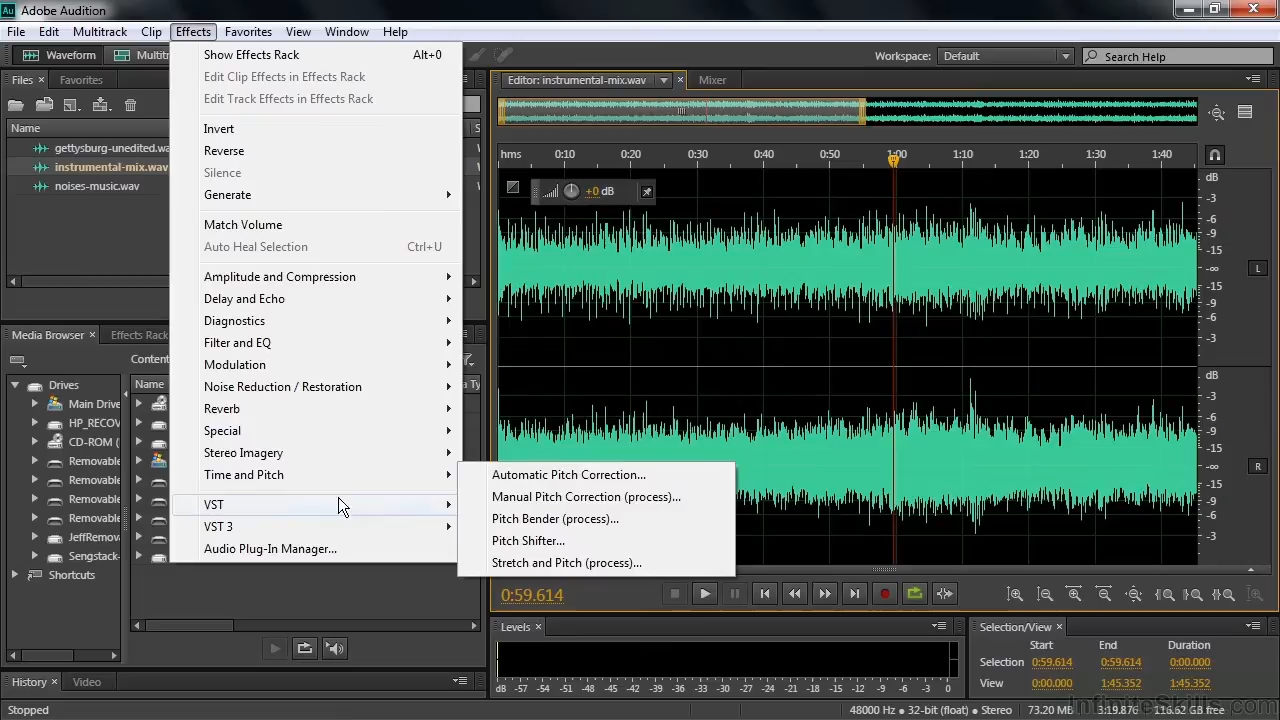 Au Adobe Audition
File Edit Multitrack Clip Effects Favorites View Window Help
Waveform Multitr
Workspace: Default Search Help
Files × Favorites
Name
gettysburg-unedited.wa
instrumental-mix.wav
noises-music.wav
Show Effects Rack Alt+0
Edit Clip Effects in Effects Rack
Edit Track Effects in Effects Rack
Invert
Reverse
Silence
Generate
Match Volume
Auto Heal Selection Ctrl+U
Amplitude and Compression
Delay and Echo
Diagnostics
Filter and EQ
Modulation
Noise Reduction / Restoration
Reverb
Special
Stereo Imagery
Time and Pitch
VST
VST 3
Audio Plug-In Manager...
Automatic Pitch Correction...
Manual Pitch Correction (process)...
Pitch Bender (process)...
Pitch Shifter...
Stretch and Pitch (process)...
Editor: instrumental-mix.wav × Mixer
hms 0:10 0:20 0:30 0:40 0:50 1:00 1:10 1:20 1:30 1:40
+0 dB
dB
-3
-6
-9
-15
-∞
-15
-9
-6
-3
L
dB
-3
-6
-9
-15
-∞
-15
-9
-6
-3
R
Media Browser × Effects Rack
Content
Drives
Name
a Ty
Main Drive
HP_RECOV
CD-ROM (
Removable
Removable
Removable
Removable
JeffRemova
Sengstack-
Shortcuts
0:59.614
Levels ×
dB -57 -54 -51 -48 -45 -42 -39 -36 -33 -30 -27 -24 -21 -18 -15 -12 -9 -6 -3 0
Selection/View ×
Start End Duration
Selection 0:59.614 0:59.614 0:00.000
View 0:00.000 1:45.352 1:45.352
History × Video
Stopped
48000 Hz • 32-bit (float) • Stereo 73.20 MB 3:19.876 116.62 GB free
InfiniteSkills.com